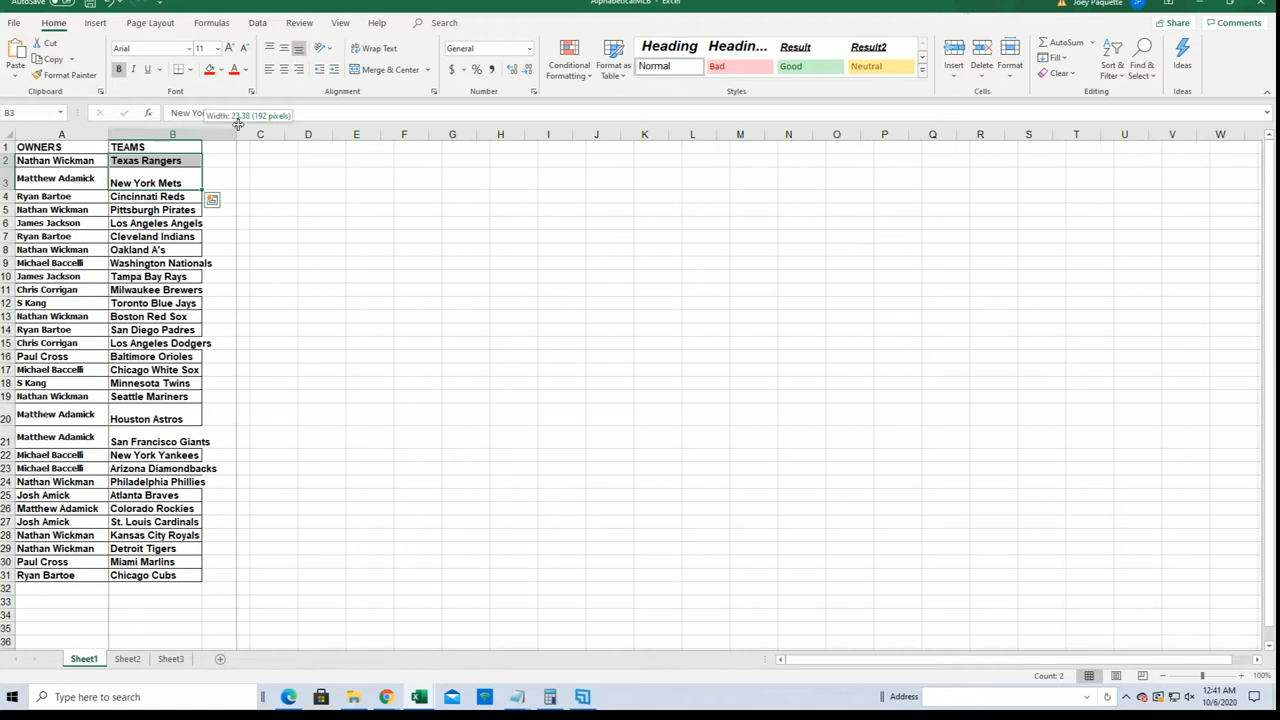 AutoSave Off AlphabeticalMLB - Excel Joey Paquette
File Home Insert Page Layout Formulas Data Review View Help Search Share Comments
Paste Cut Copy Format Painter Clipboard
Arial 11 A A B I U A Font
Wrap Text Merge & Center Alignment
General $ % Number
Conditional Formatting Format as Table
Heading Headin... Result Result2
Normal Bad Good Neutral Styles
Insert Delete Format Cells
AutoSum Fill Clear Sort & Filter Find & Select Editing
Ideas Ideas
B3 fx New Yo Width: 23.38 (192 pixels)
A B C D E F G H I J K L M N O P Q R S T U V W
1 OWNERS TEAMS
2 Nathan Wickman Texas Rangers
3 Matthew Adamick New York Mets
4 Ryan Bartoe Cincinnati Reds
5 Nathan Wickman Pittsburgh Pirates
6 James Jackson Los Angeles Angels
7 Ryan Bartoe Cleveland Indians
8 Nathan Wickman Oakland A's
9 Michael Baccelli Washington Nationals
10 James Jackson Tampa Bay Rays
11 Chris Corrigan Milwaukee Brewers
12 S Kang Toronto Blue Jays
13 Nathan Wickman Boston Red Sox
14 Ryan Bartoe San Diego Padres
15 Chris Corrigan Los Angeles Dodgers
16 Paul Cross Baltimore Orioles
17 Michael Baccelli Chicago White Sox
18 S Kang Minnesota Twins
19 Nathan Wickman Seattle Mariners
20 Matthew Adamick Houston Astros
21 Matthew Adamick San Francisco Giants
22 Michael Baccelli New York Yankees
23 Michael Baccelli Arizona Diamondbacks
24 Nathan Wickman Philadelphia Phillies
25 Josh Amick Atlanta Braves
26 Matthew Adamick Colorado Rockies
27 Josh Amick St. Louis Cardinals
28 Nathan Wickman Kansas City Royals
29 Nathan Wickman Detroit Tigers
30 Paul Cross Miami Marlins
31 Ryan Bartoe Chicago Cubs
32
33
34
35
36
Sheet1 Sheet2 Sheet3
Count: 2 100%
Type here to search Address 12:41 AM
10/6/2020